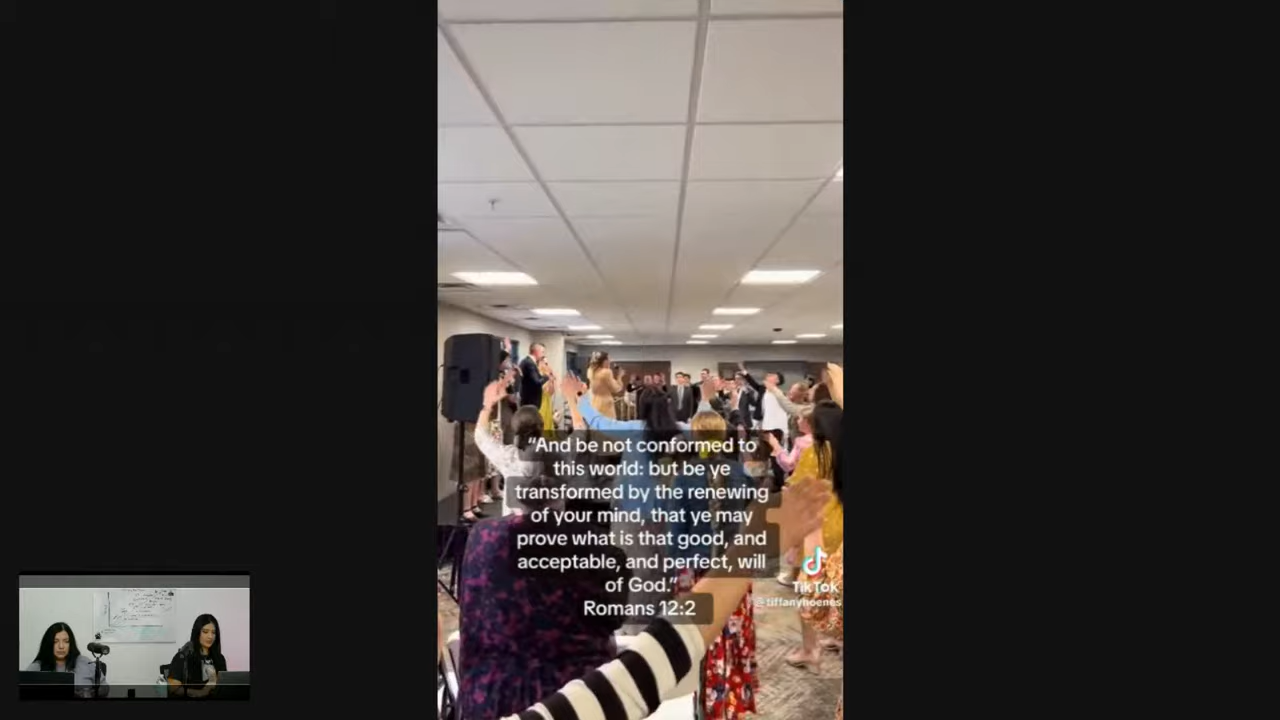 “And be not conformed to
this world: but be ye
transformed by the renewing
of your mind, that ye may
prove what is that good, and
acceptable, and perfect, will
of God.”
Romans 12:2
TikTok
@tiffanyhoenes